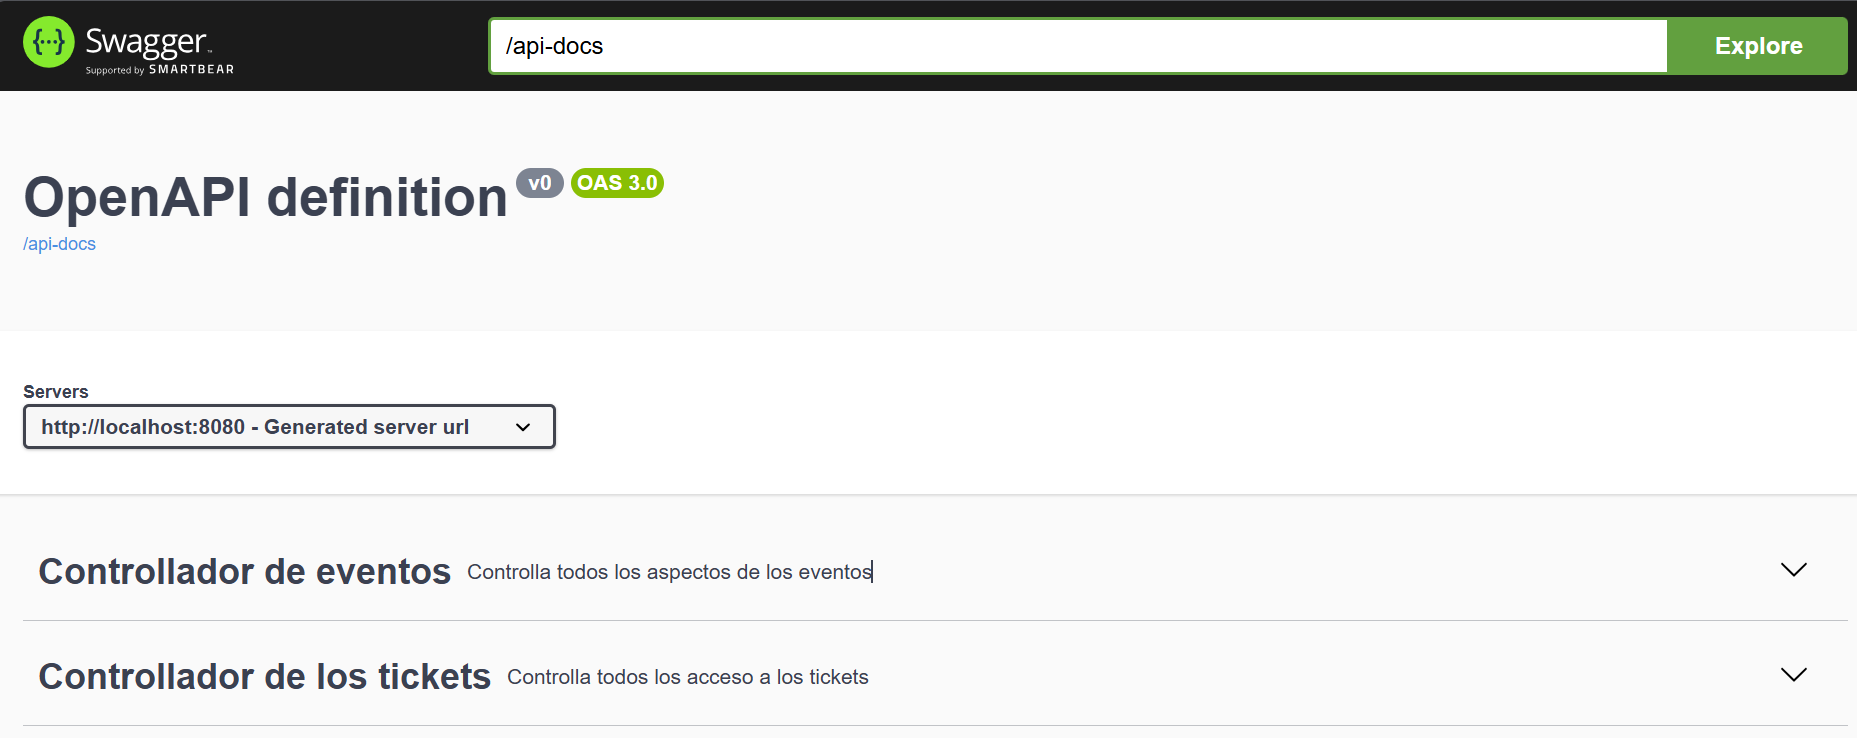 {···} Swagger™
Supported by SMARTBEAR
/api-docs
Explore
OpenAPI definition v0 OAS 3.0
/api-docs
Servers
http://localhost:8080 - Generated server url
Controllador de eventos Controlla todos los aspectos de los eventos
Controllador de los tickets Controlla todos los acceso a los tickets